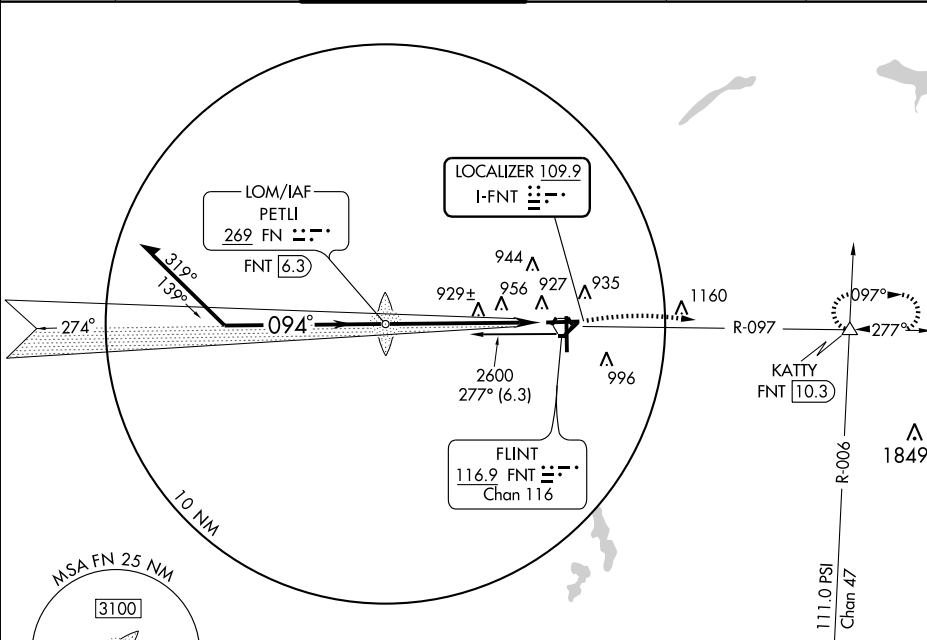 LOCALIZER 109.9
I-FNT
LOM/IAF
PETLI
269 FN
FNT 6.3
319°
139°
274°
094°
944
929±
956
927
935
1160
2600
277° (6.3)
996
R-097
097°
277°
KATTY
FNT 10.3
R-006
1849
FLINT
116.9 FNT
Chan 116
10 NM
MSA FN 25 NM
3100
111.0 PSI
Chan 47